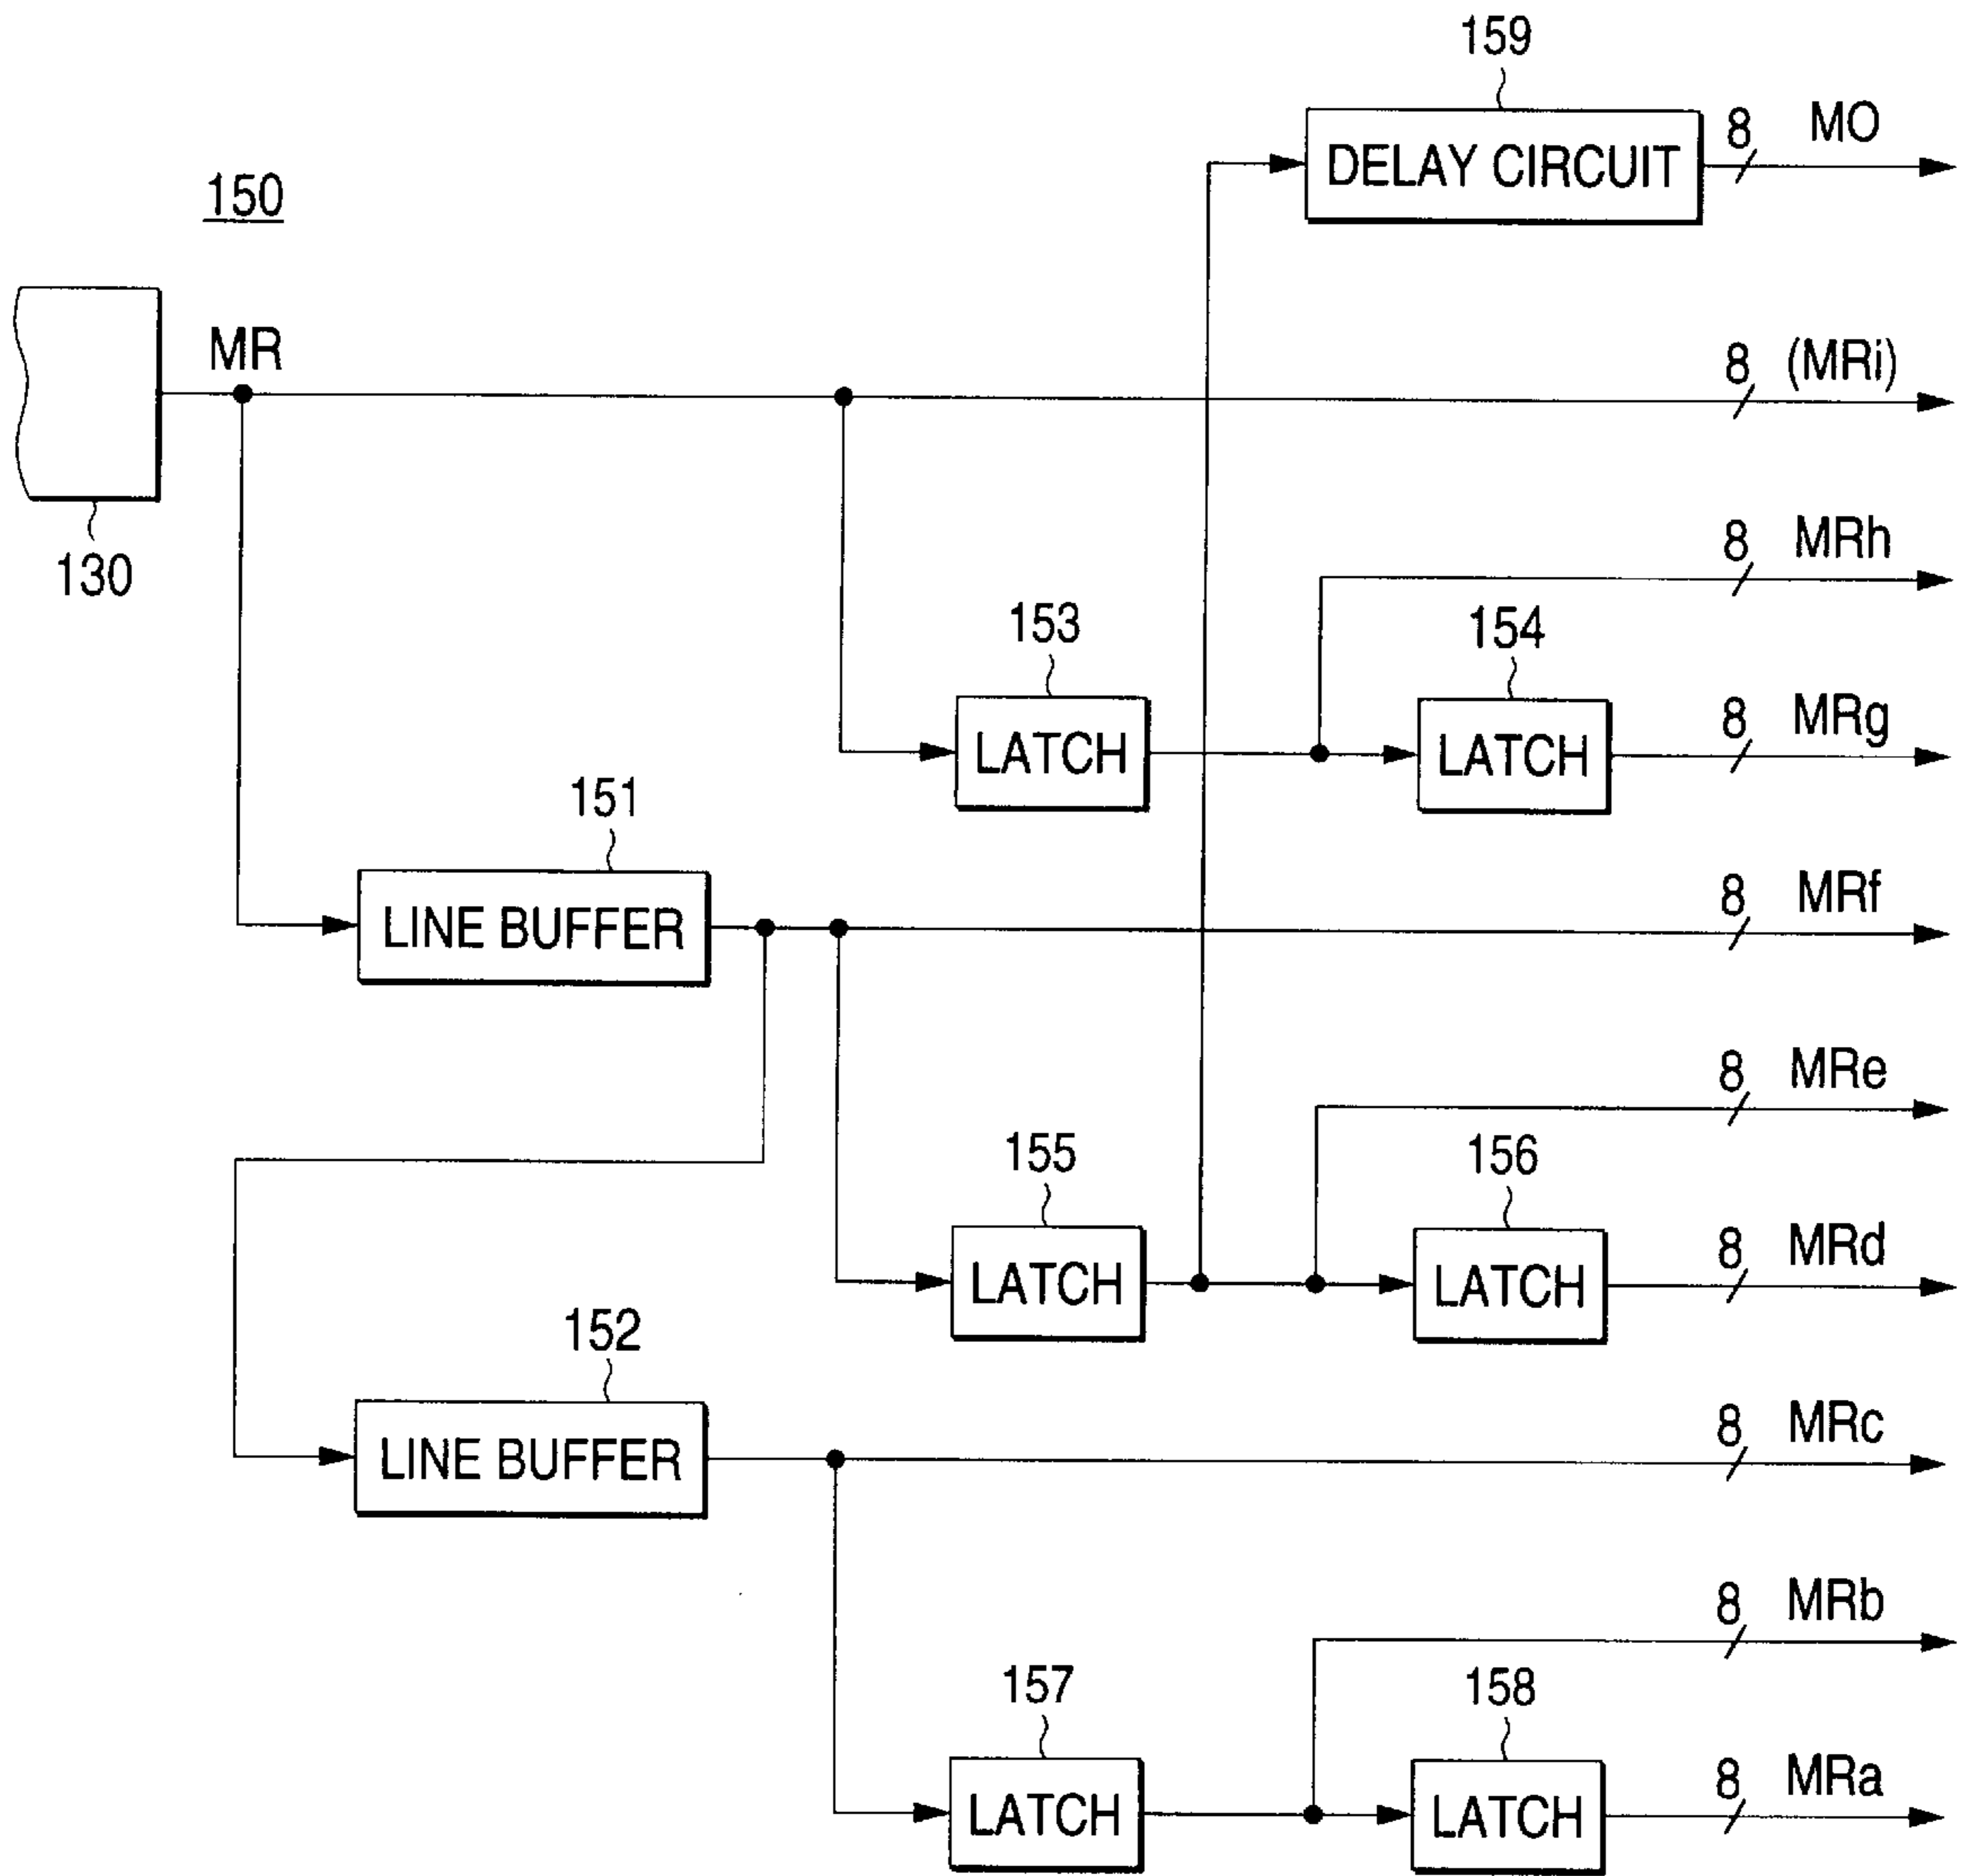 159
DELAY CIRCUIT
8 MO
150
MR
8 (MRi)
130
8 MRh
153
154
LATCH
LATCH
8 MRg
151
LINE BUFFER
8 MRf
8 MRe
155
156
LATCH
LATCH
8 MRd
152
LINE BUFFER
8 MRc
8 MRb
157
158
LATCH
LATCH
8 MRa